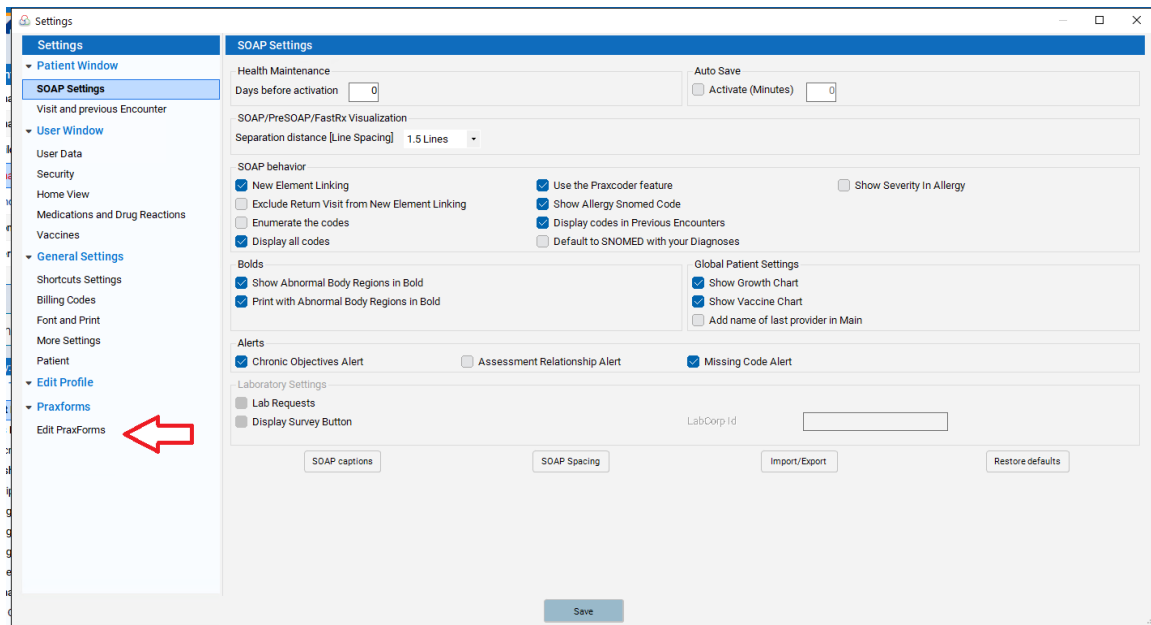 Settings
Settings
Patient Window
SOAP Settings
Visit and previous Encounter
User Window
User Data
Security
Home View
Medications and Drug Reactions
Vaccines
General Settings
Shortcuts Settings
Billing Codes
Font and Print
More Settings
Patient
Edit Profile
Praxforms
Edit PraxForms
SOAP Settings
Health Maintenance
Days before activation 0
Auto Save
Activate (Minutes) 0
SOAP/PreSOAP/FastRx Visualization
Separation distance [Line Spacing] 1.5 Lines
SOAP behavior
New Element Linking
Exclude Return Visit from New Element Linking
Enumerate the codes
Display all codes
Use the Praxcoder feature
Show Allergy Snomed Code
Display codes in Previous Encounters
Default to SNOMED with your Diagnoses
Show Severity In Allergy
Bolds
Show Abnormal Body Regions in Bold
Print with Abnormal Body Regions in Bold
Global Patient Settings
Show Growth Chart
Show Vaccine Chart
Add name of last provider in Main
Alerts
Chronic Objectives Alert
Assessment Relationship Alert
Missing Code Alert
Laboratory Settings
Lab Requests
Display Survey Button
LabCorp Id
SOAP captions
SOAP Spacing
Import/Export
Restore defaults
Save